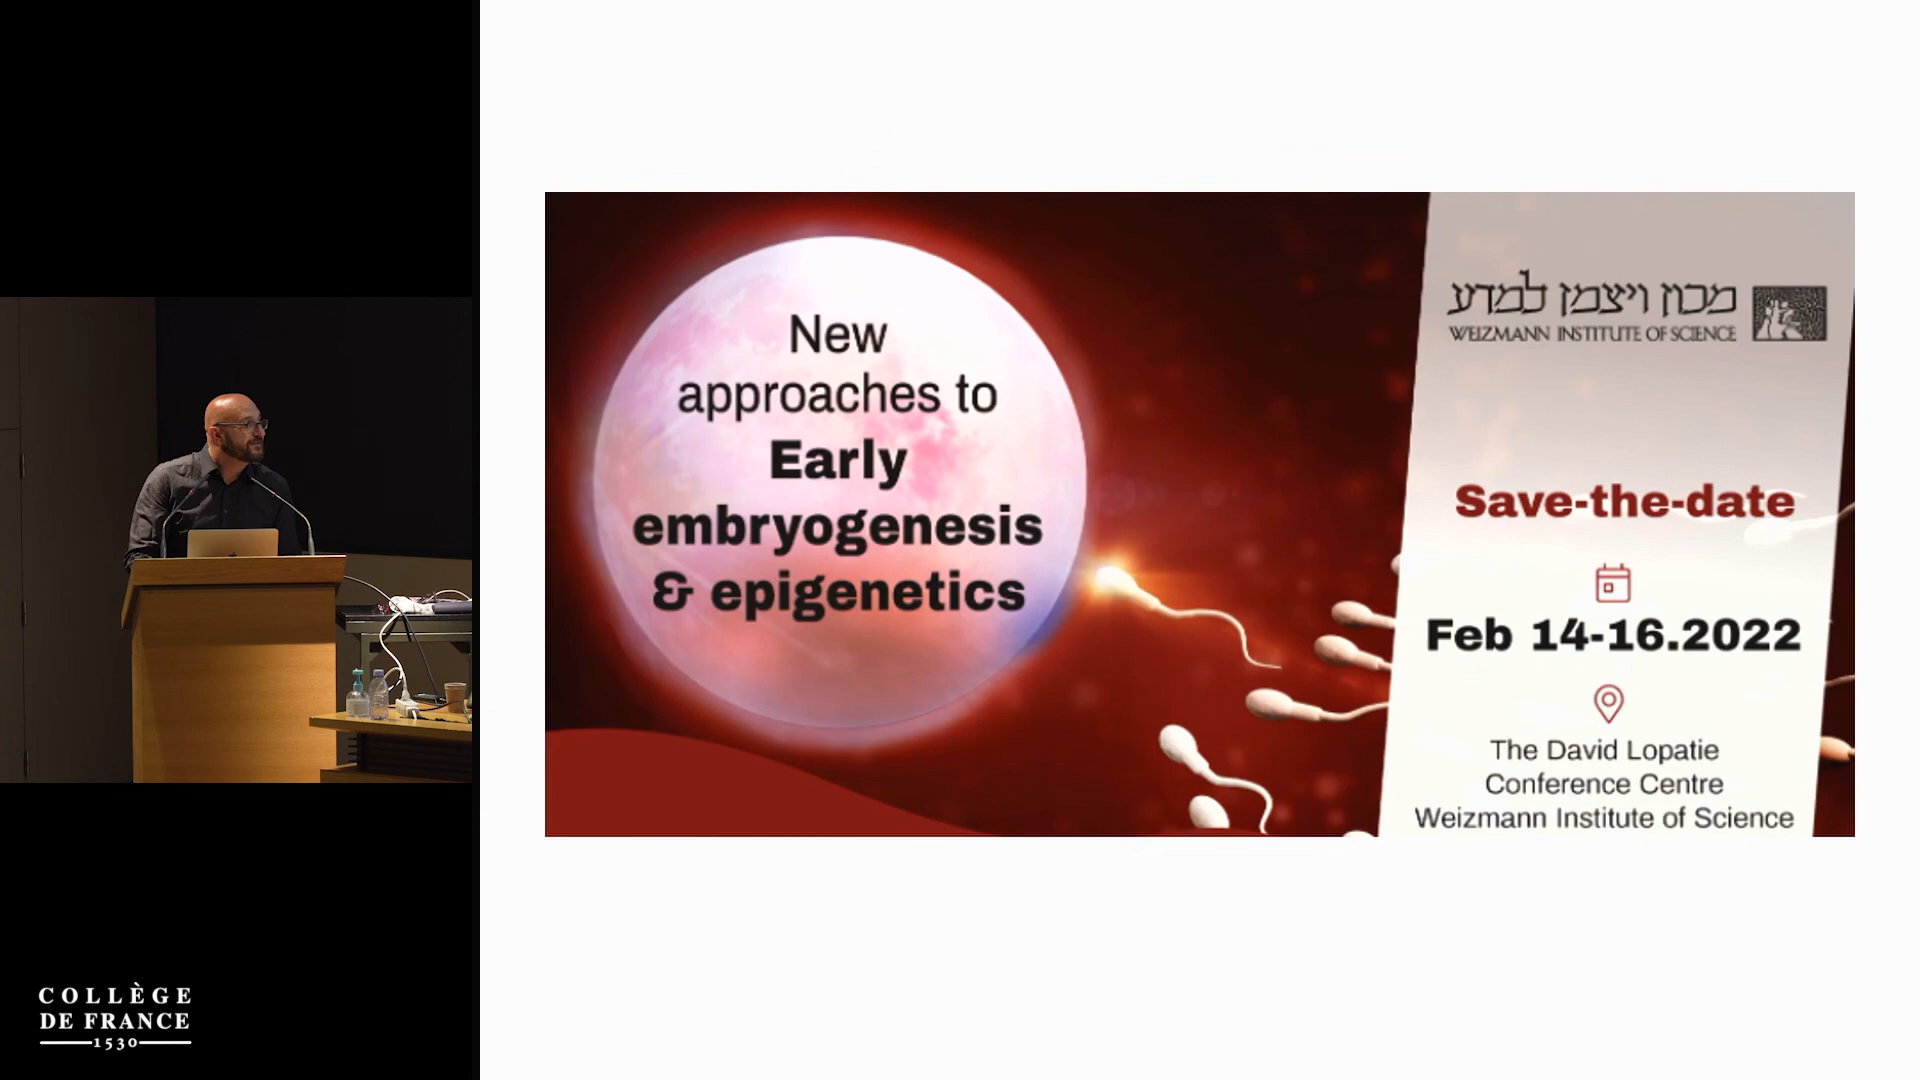 New
approaches to
Early
embryogenesis
& epigenetics
מכון ויצמן למדע
WEIZMANN INSTITUTE OF SCIENCE
Save-the-date
Feb 14-16.2022
The David Lopatie
Conference Centre
Weizmann Institute of Science
COLLÈGE
DE FRANCE
1530